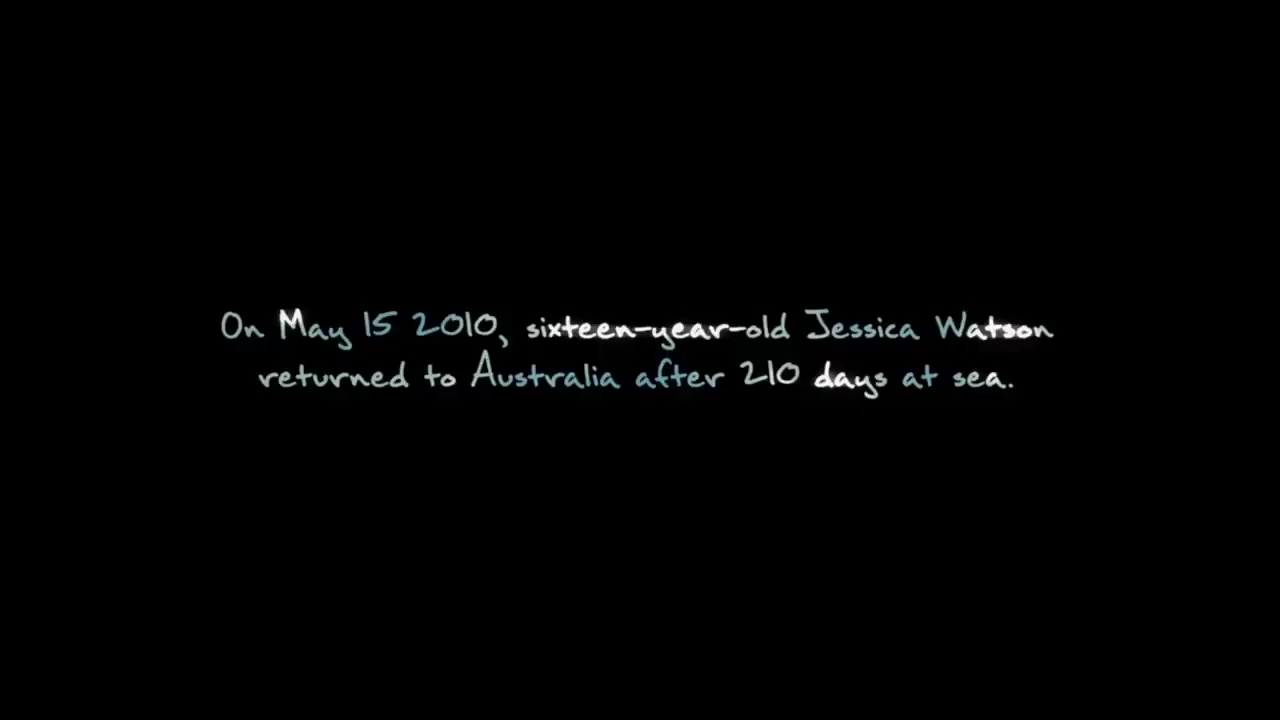 On May 15 2010, sixteen-year-old Jessica Watson
returned to Australia after 210 days at sea.